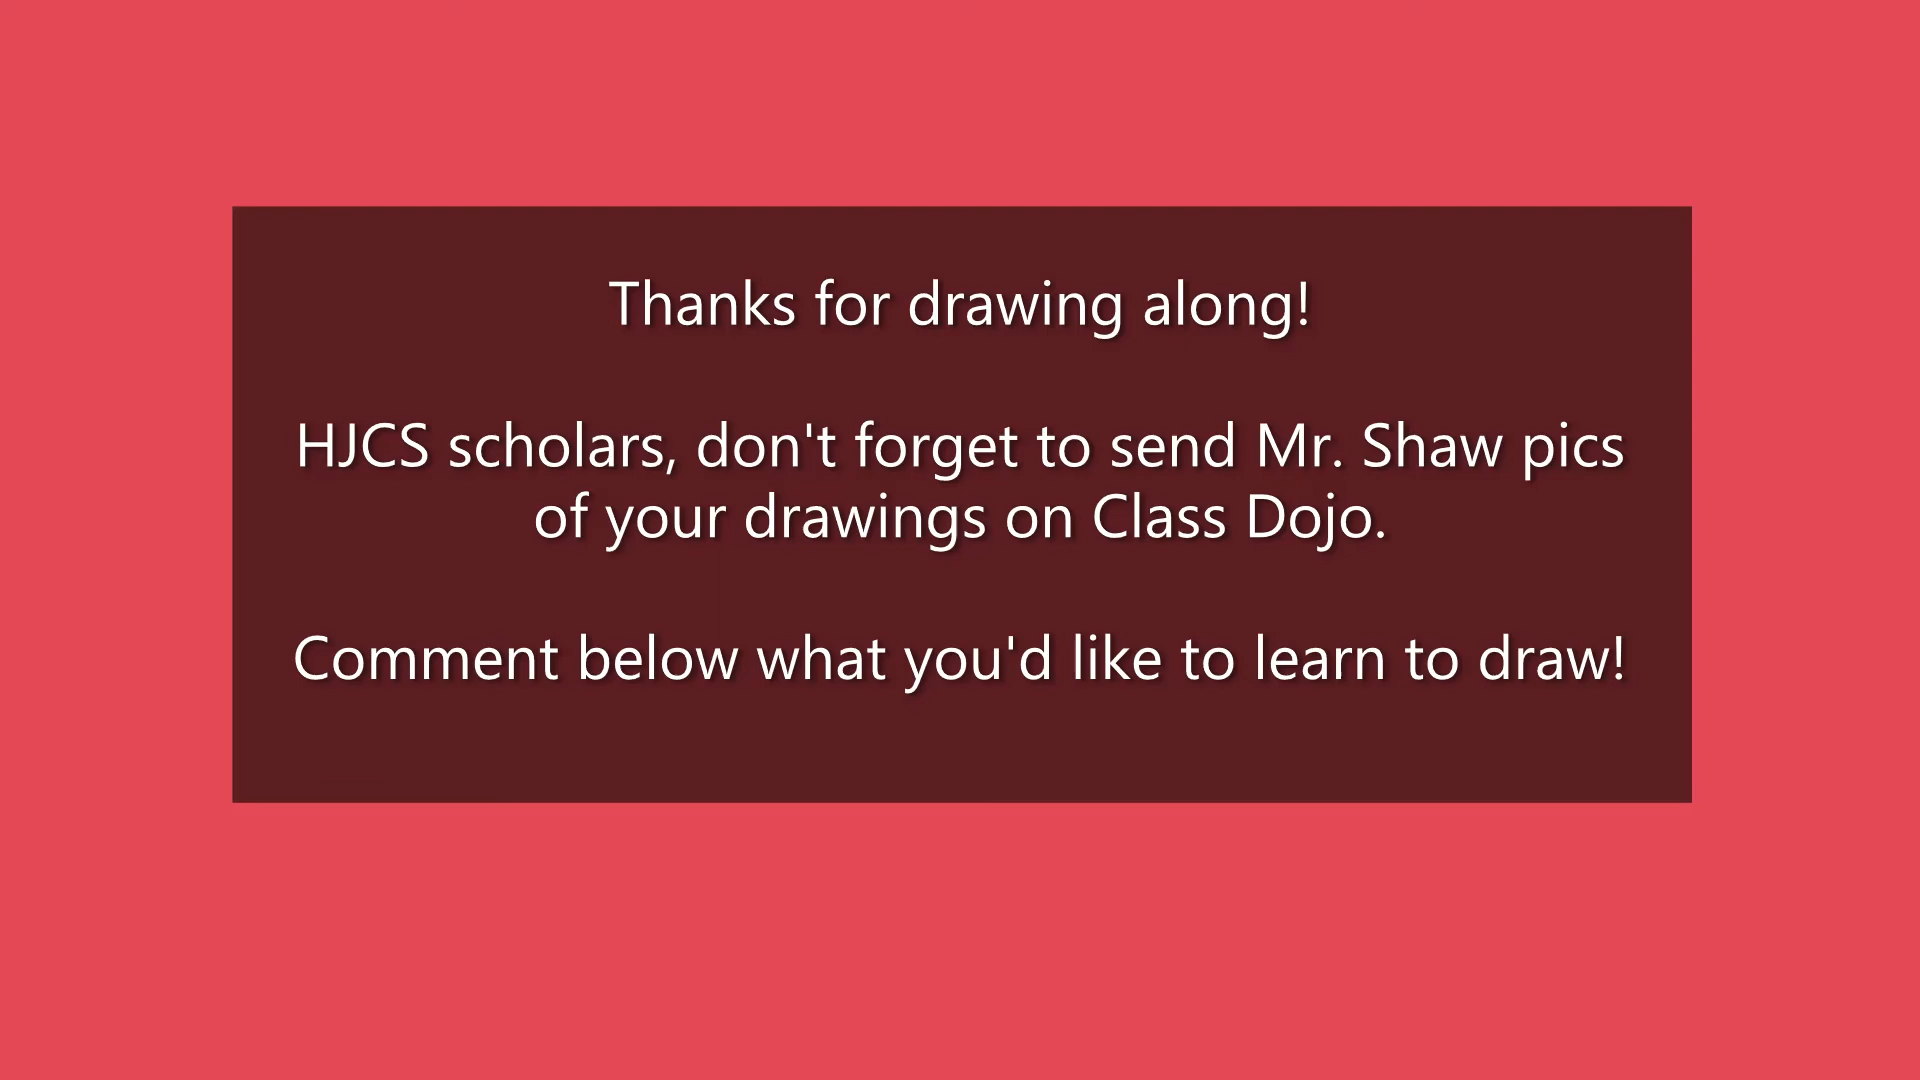 Thanks for drawing along!
HJCS scholars, don't forget to send Mr. Shaw pics
of your drawings on Class Dojo.
Comment below what you'd like to learn to draw!